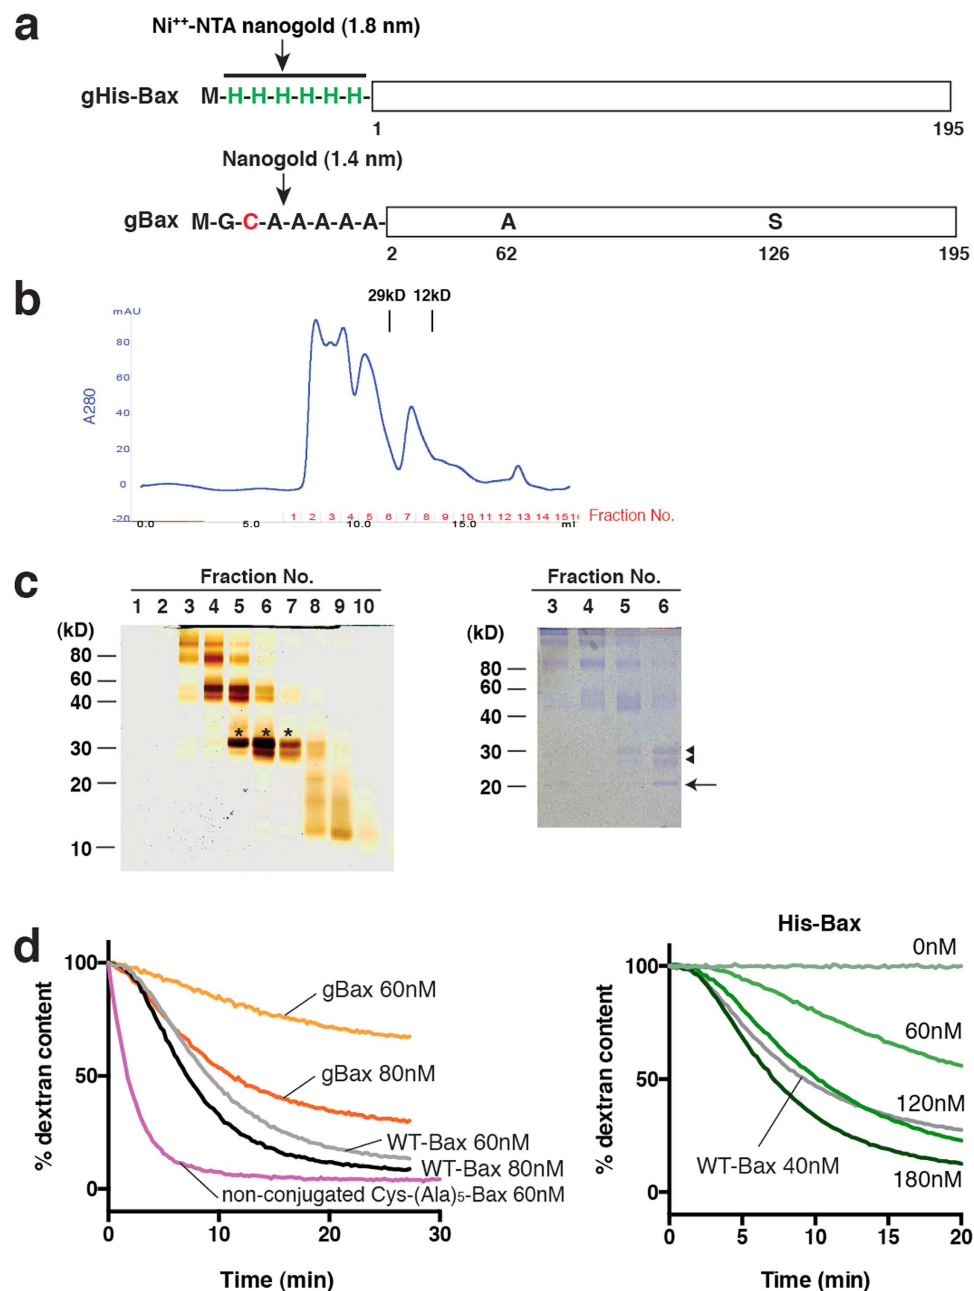 a
Ni++-NTA nanogold (1.8 nm)
gHis-Bax M-H-H-H-H-H-H-
1 195
Nanogold (1.4 nm)
gBax M-G-C-A-A-A-A-A- A S
2 62 126 195
b
29kD 12kD
mAU
80
60
40
20
0
-20
A280
0.0 5.0 10.0 15.0 ml
1 2 3 4 5 6 7 8 9 10 11 12 13 14 15 Fraction No.
c
Fraction No.
1 2 3 4 5 6 7 8 9 10
(kD)
80
60
40
30
20
10
* * *
Fraction No.
3 4 5 6
(kD)
80
60
40
30
20
d
% dextran content
100
50
0
gBax 60nM
gBax 80nM
WT-Bax 60nM
WT-Bax 80nM
non-conjugated Cys-(Ala)5-Bax 60nM
0 10 20 30
Time (min)
His-Bax
% dextran content
100
50
0
0nM
60nM
120nM
WT-Bax 40nM
180nM
0 5 10 15 20
Time (min)